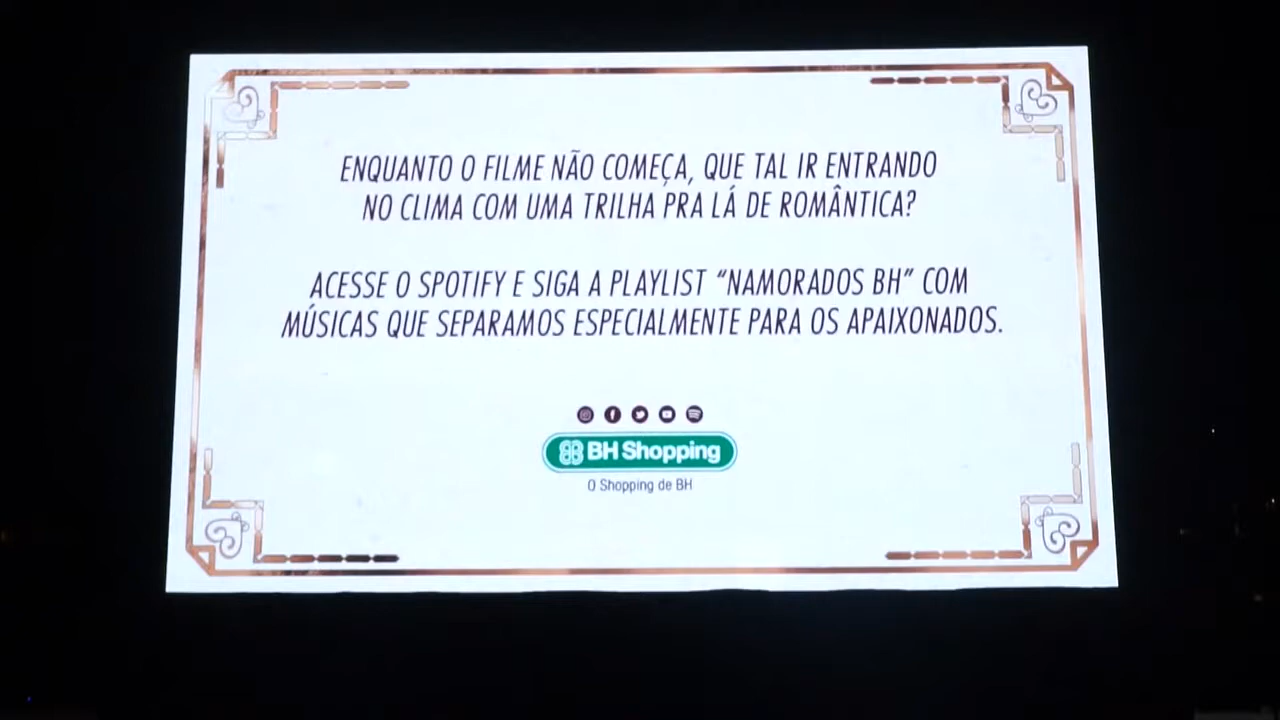 ENQUANTO O FILME NÃO COMEÇA, QUE TAL IR ENTRANDO
NO CLIMA COM UMA TRILHA PRA LÁ DE ROMÂNTICA?
ACESSE O SPOTIFY E SIGA A PLAYLIST “NAMORADOS BH” COM
MÚSICAS QUE SEPARAMOS ESPECIALMENTE PARA OS APAIXONADOS.
BH Shopping
O Shopping de BH